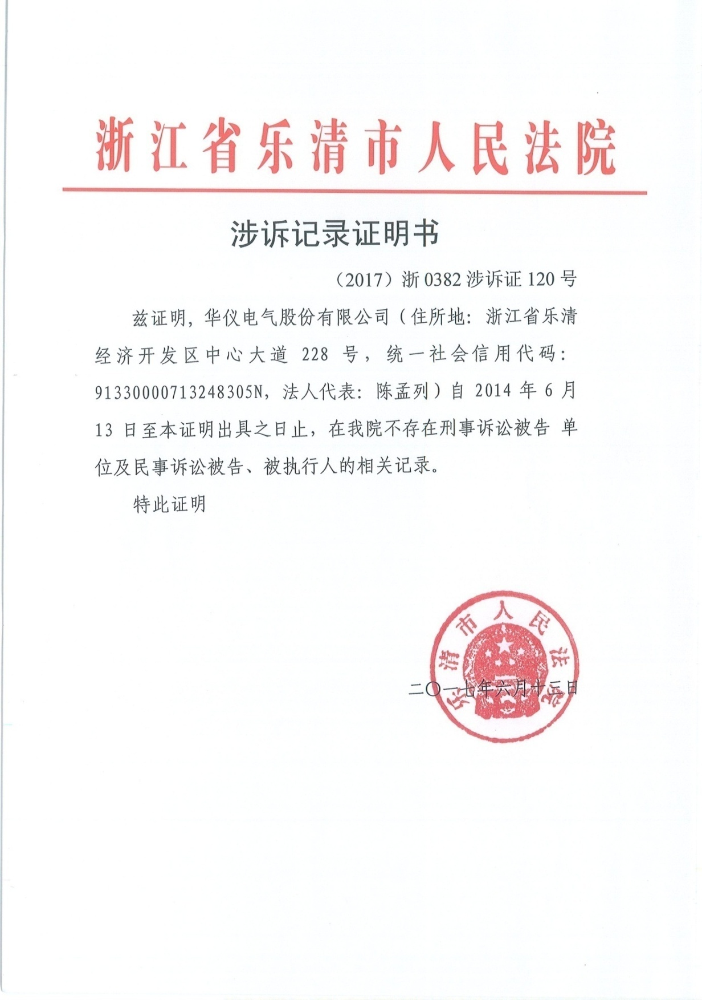 浙江省乐清市人民法院
涉诉记录证明书
（2017）浙 0382 涉诉证 120 号
兹证明，华仪电气股份有限公司（住所地：浙江省乐清
经济开发区中心大道 228 号，统一社会信用代码：
91330000713248305N，法人代表：陈孟列）自 2014 年 6 月
13 日至本证明出具之日止，在我院不存在刑事诉讼被告 单
位及民事诉讼被告、被执行人的相关记录。
特此证明
乐清市人民法院
二〇一七年六月十三日